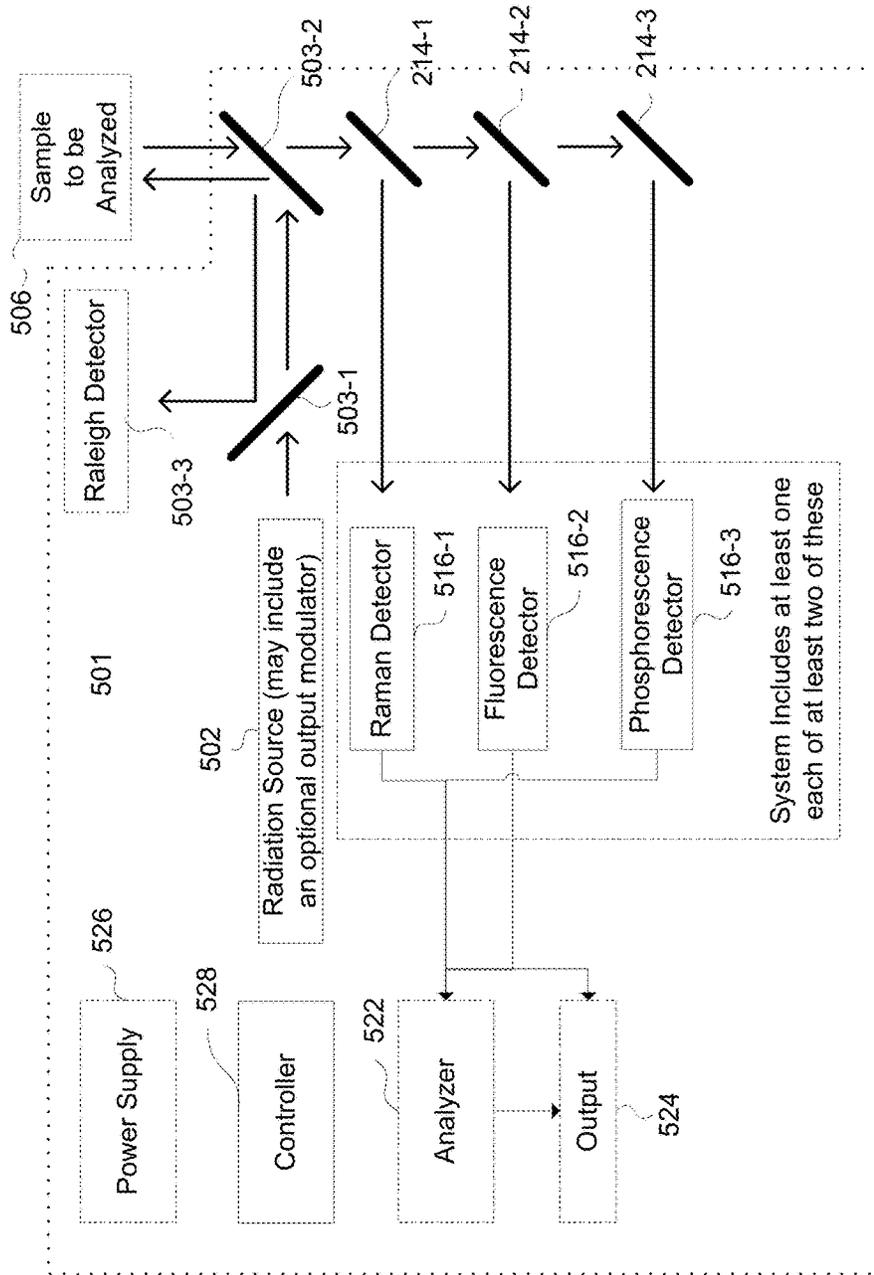 Power Supply
526
501
Raleigh Detector
503-3
506
Sample
to be
Analyzed
Controller
528
Radiation Source (may include
an optional output modulator)
502
503-1
503-2
Analyzer
522
Raman Detector
516-1
214-1
Fluorescence
Detector
516-2
214-2
Output
524
Phosphorescence
Detector
516-3
214-3
System Includes at least one
each of at least two of these